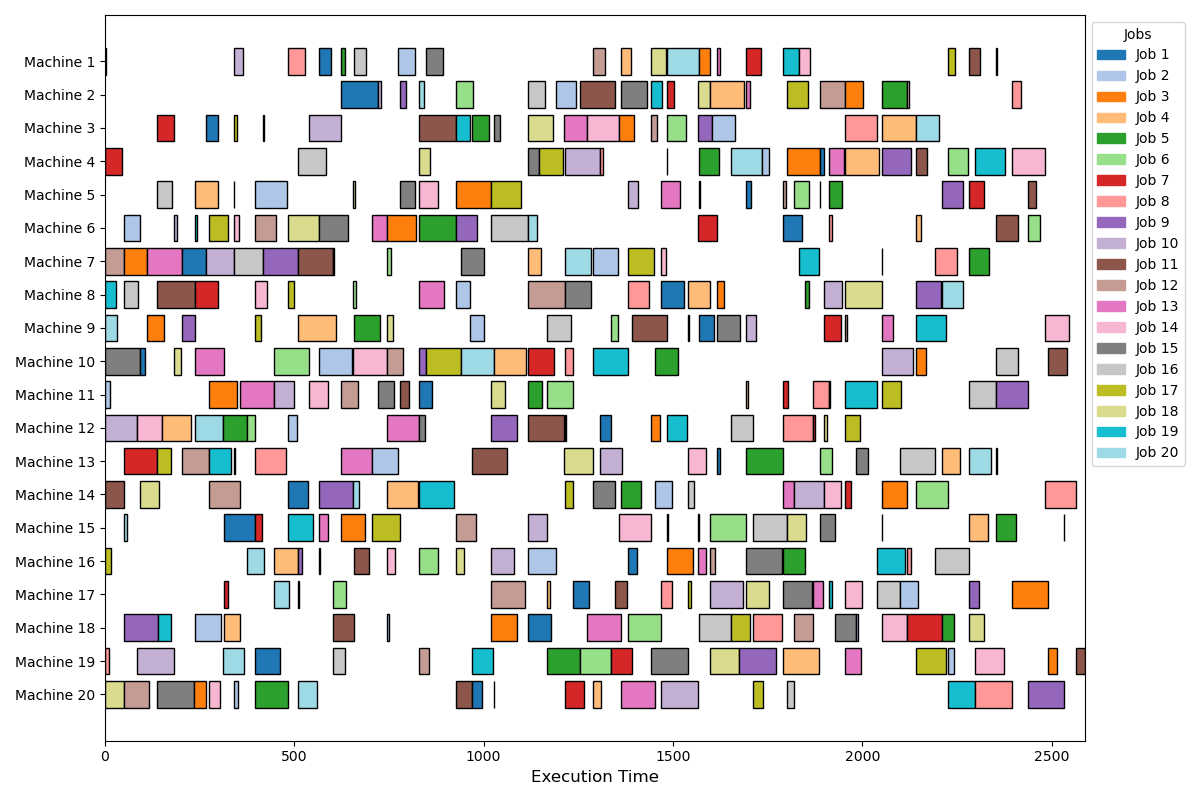 Machine 1
Machine 2
Machine 3
Machine 4
Machine 5
Machine 6
Machine 7
Machine 8
Machine 9
Machine 10
Machine 11
Machine 12
Machine 13
Machine 14
Machine 15
Machine 16
Machine 17
Machine 18
Machine 19
Machine 20
0 500 1000 1500 2000 2500
Execution Time
Jobs
Job 1
Job 2
Job 3
Job 4
Job 5
Job 6
Job 7
Job 8
Job 9
Job 10
Job 11
Job 12
Job 13
Job 14
Job 15
Job 16
Job 17
Job 18
Job 19
Job 20